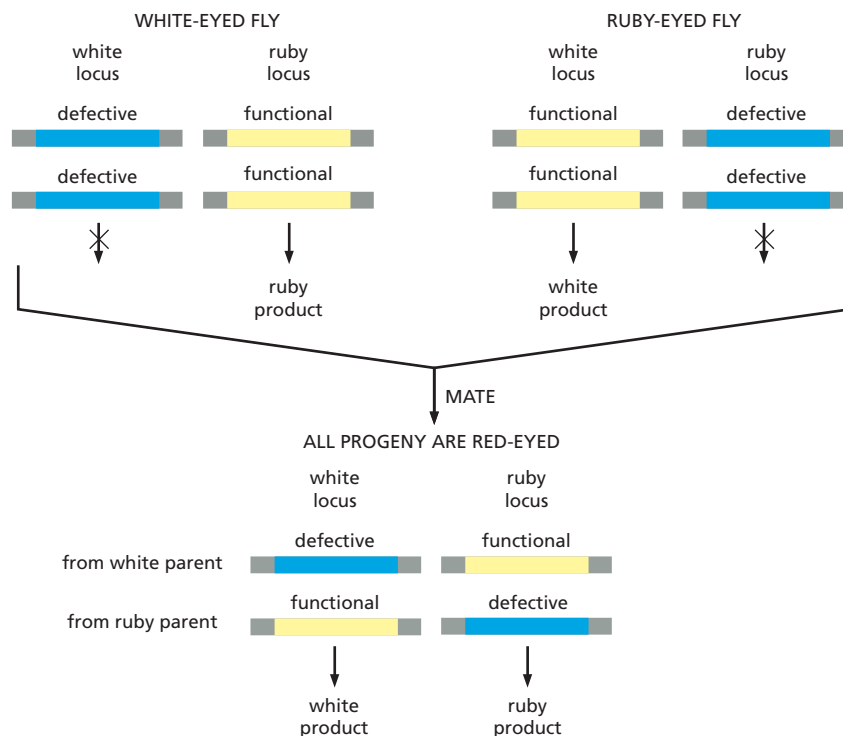 WHITE-EYED FLY
RUBY-EYED FLY
white
locus
ruby
locus
white
locus
ruby
locus
defective
functional
functional
defective
defective
functional
functional
defective
ruby
product
white
product
MATE
ALL PROGENY ARE RED-EYED
white
locus
ruby
locus
defective
functional
from white parent
functional
defective
from ruby parent
white
product
ruby
product